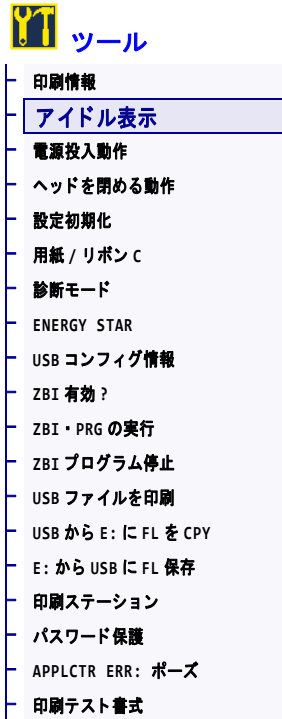 ツール
印刷情報
アイドル表示
電源投入動作
ヘッドを閉める動作
設定初期化
用紙 / リボン C
診断モード
ENERGY STAR
USB コンフィグ情報
ZBI 有効 ?
ZBI・PRG の実行
ZBI プログラム停止
USB ファイルを印刷
USB から E: に FL を CPY
E: から USB に FL 保存
印刷ステーション
パスワード保護
APPLCTR ERR: ポーズ
印刷テスト書式